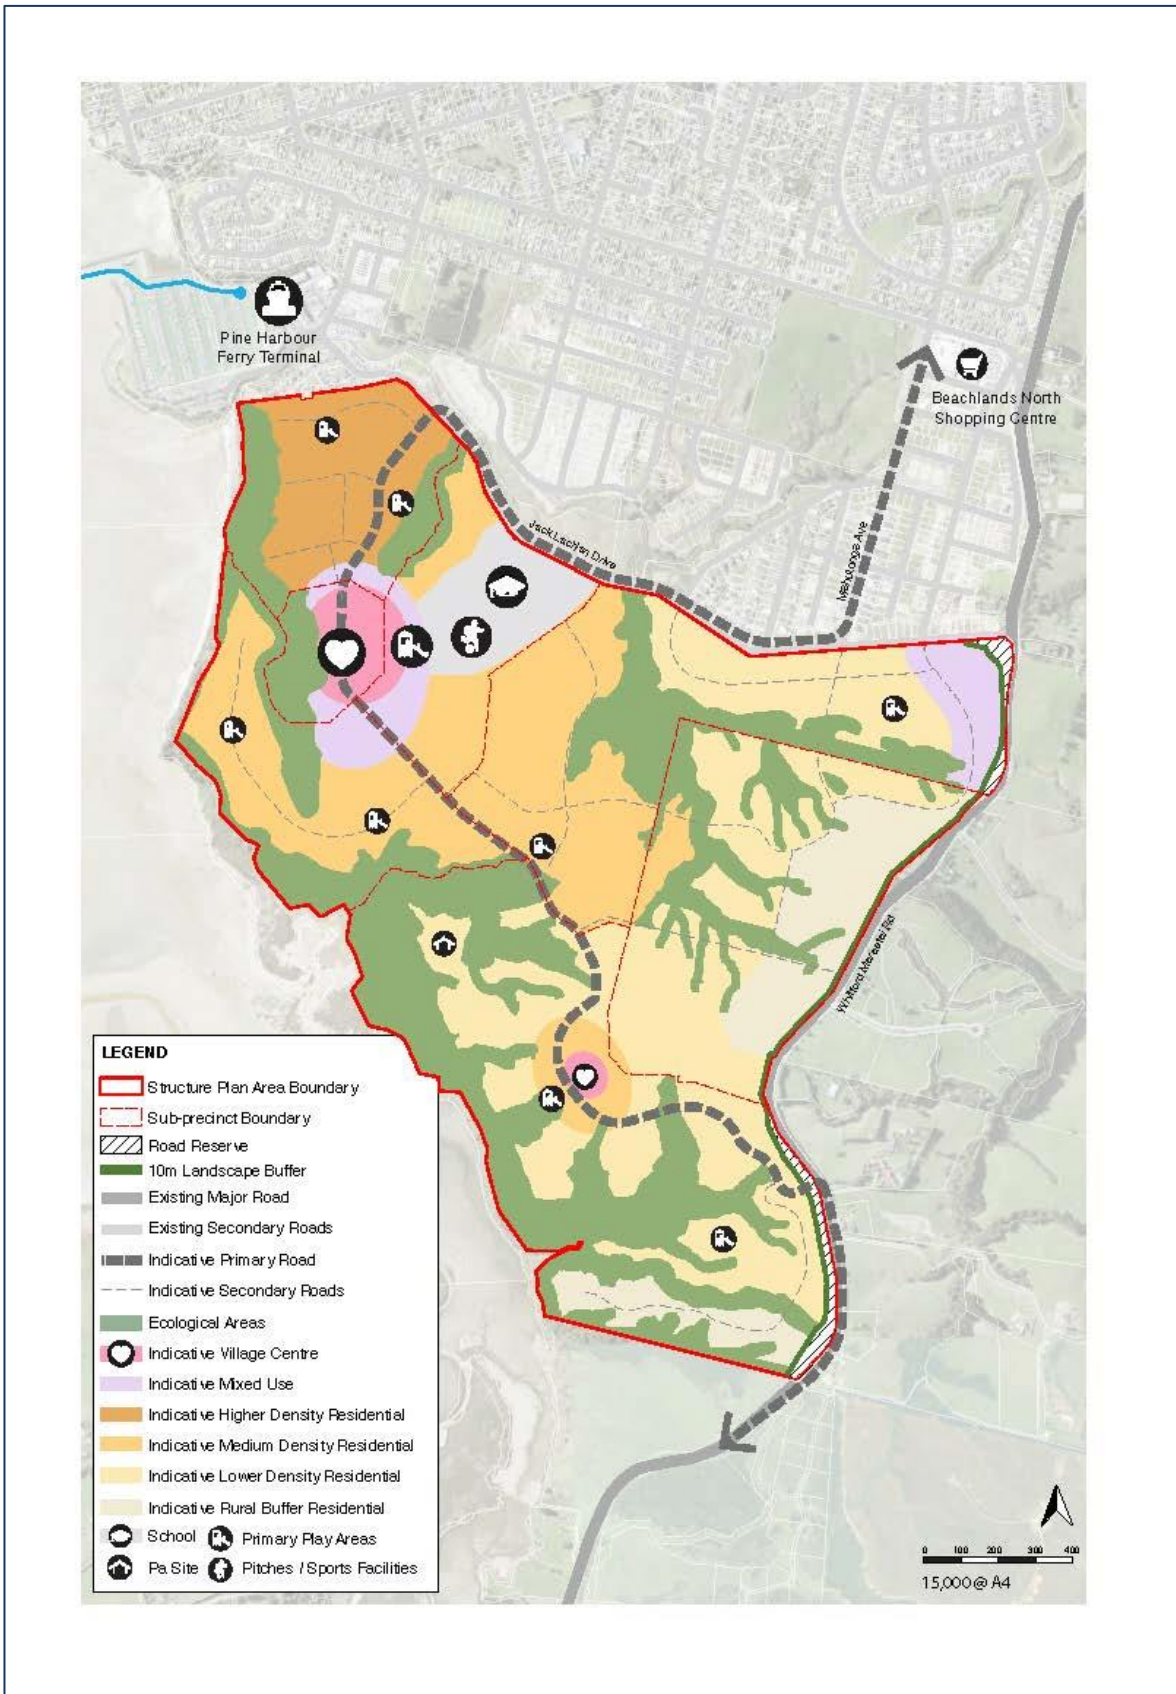 Pine Harbour
Ferry Terminal
Beachlands North
Shopping Centre
Jack Lachlan Drive
Mahutonga Ave
Whitford Maraetai Rd
LEGEND
Structure Plan Area Boundary
Sub-precinct Boundary
Road Reserve
10m Landscape Buffer
Existing Major Road
Existing Secondary Roads
Indicative Primary Road
Indicative Secondary Roads
Ecological Areas
Indicative Village Centre
Indicative Mixed Use
Indicative Higher Density Residential
Indicative Medium Density Residential
Indicative Lower Density Residential
Indicative Rural Buffer Residential
School Primary Play Areas
Pa Site Pitches / Sports Facilities
0 100 200 300 400
15,000 @ A4